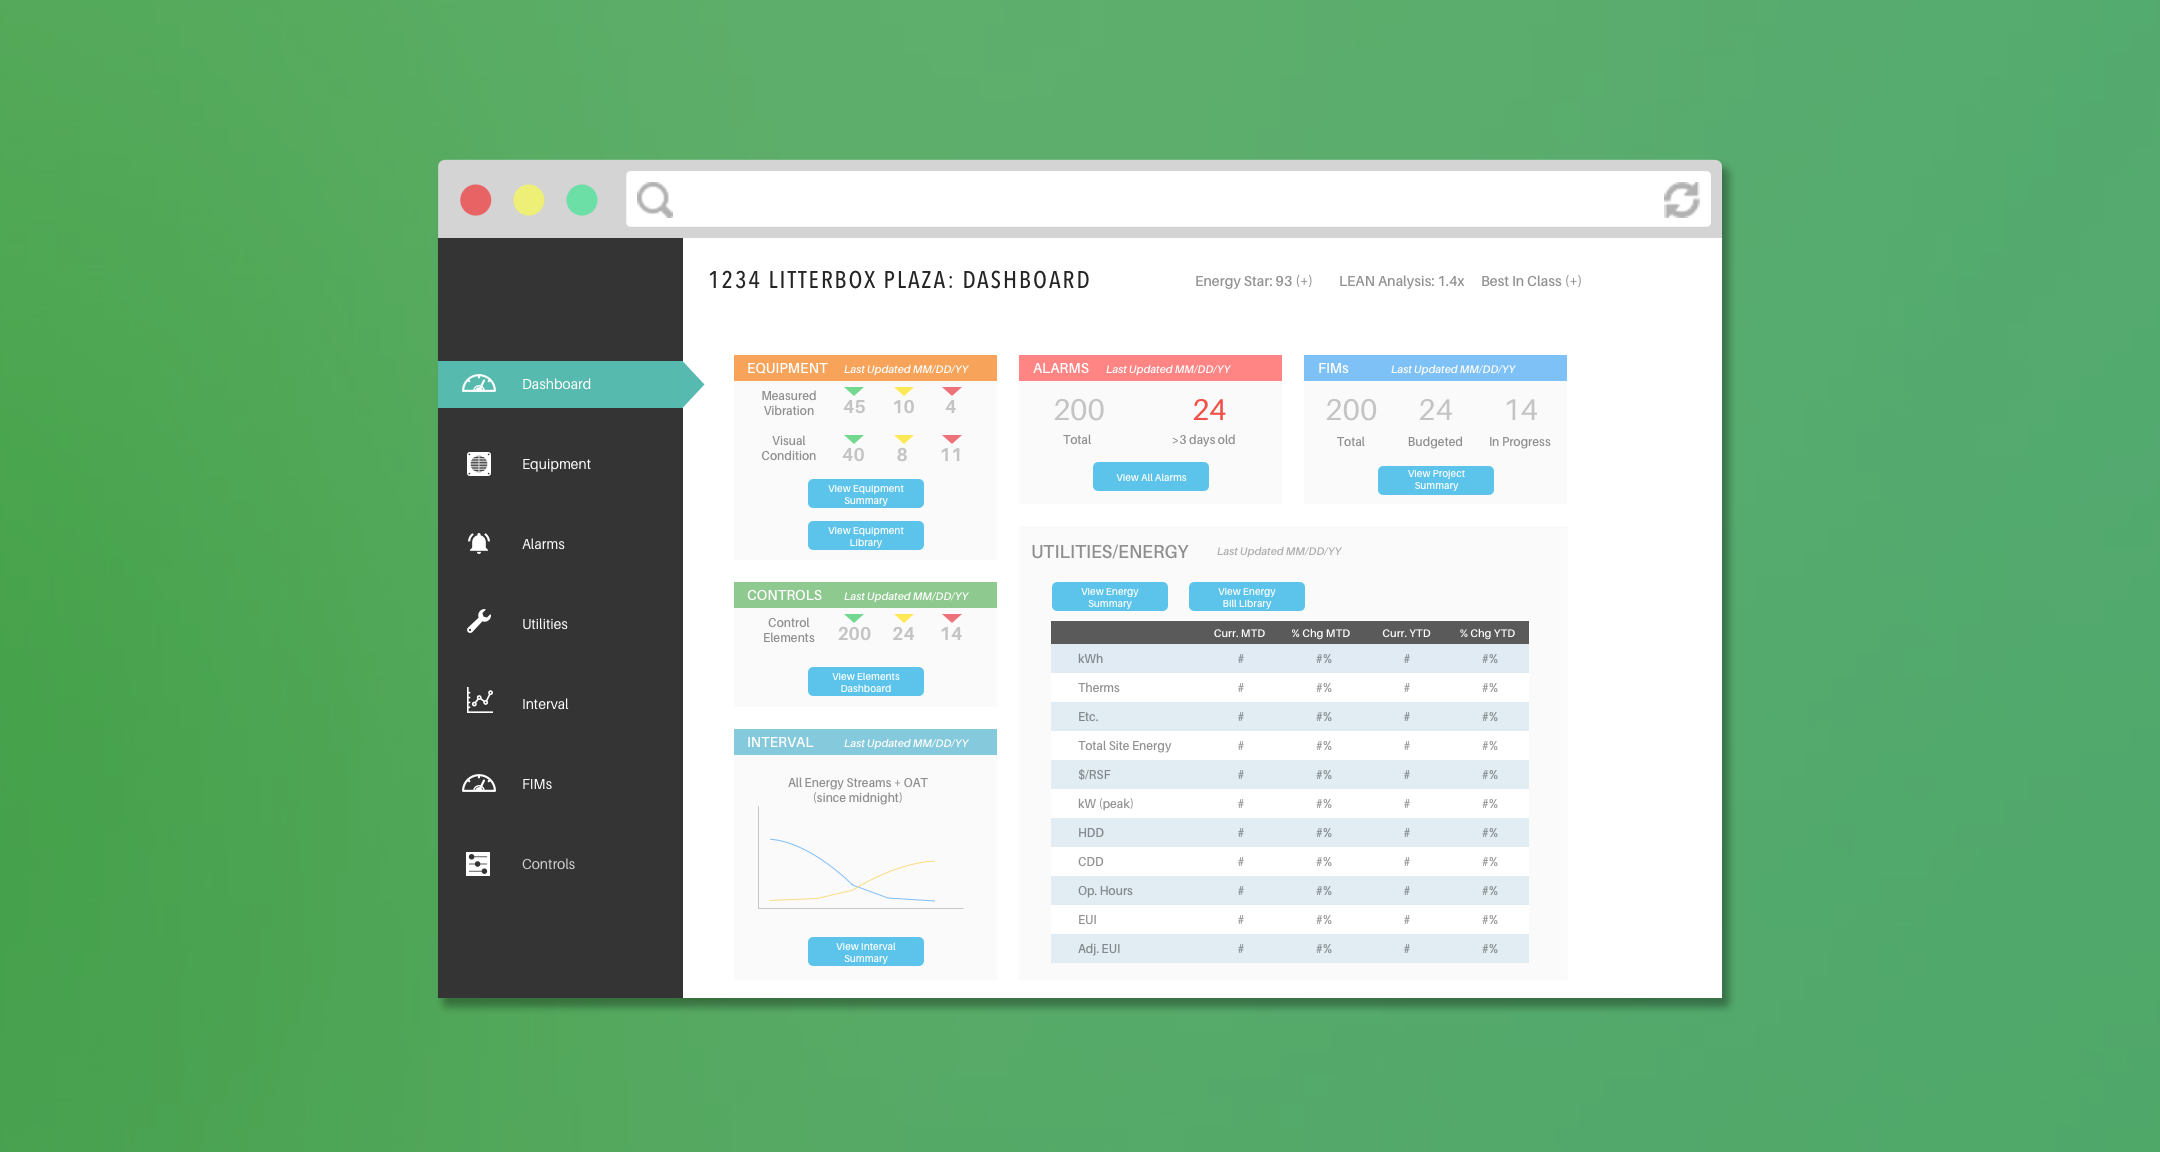 1234 LITTERBOX PLAZA: DASHBOARD
Energy Star: 93 (+) LEAN Analysis: 1.4x Best In Class (+)
Dashboard
Equipment
Alarms
Utilities
Interval
FIMs
Controls
EQUIPMENT Last Updated MM/DD/YY
Measured
Vibration
45 10 4
Visual
Condition
40 8 11
View Equipment
Summary
View Equipment
Library
CONTROLS Last Updated MM/DD/YY
Control
Elements
200 24 14
View Elements
Dashboard
INTERVAL Last Updated MM/DD/YY
All Energy Streams + OAT
(since midnight)
View Interval
Summary
ALARMS Last Updated MM/DD/YY
200 24
Total >3 days old
View All Alarms
FIMs Last Updated MM/DD/YY
200 24 14
Total Budgeted In Progress
View Project
Summary
UTILITIES/ENERGY Last Updated MM/DD/YY
View Energy
Summary
View Energy
Bill Library
Curr. MTD % Chg MTD Curr. YTD % Chg YTD
kWh # #% # #%
Therms # #% # #%
Etc. # #% # #%
Total Site Energy # #% # #%
$/RSF # #% # #%
kW (peak) # #% # #%
HDD # #% # #%
CDD # #% # #%
Op. Hours # #% # #%
EUI # #% # #%
Adj. EUI # #% # #%